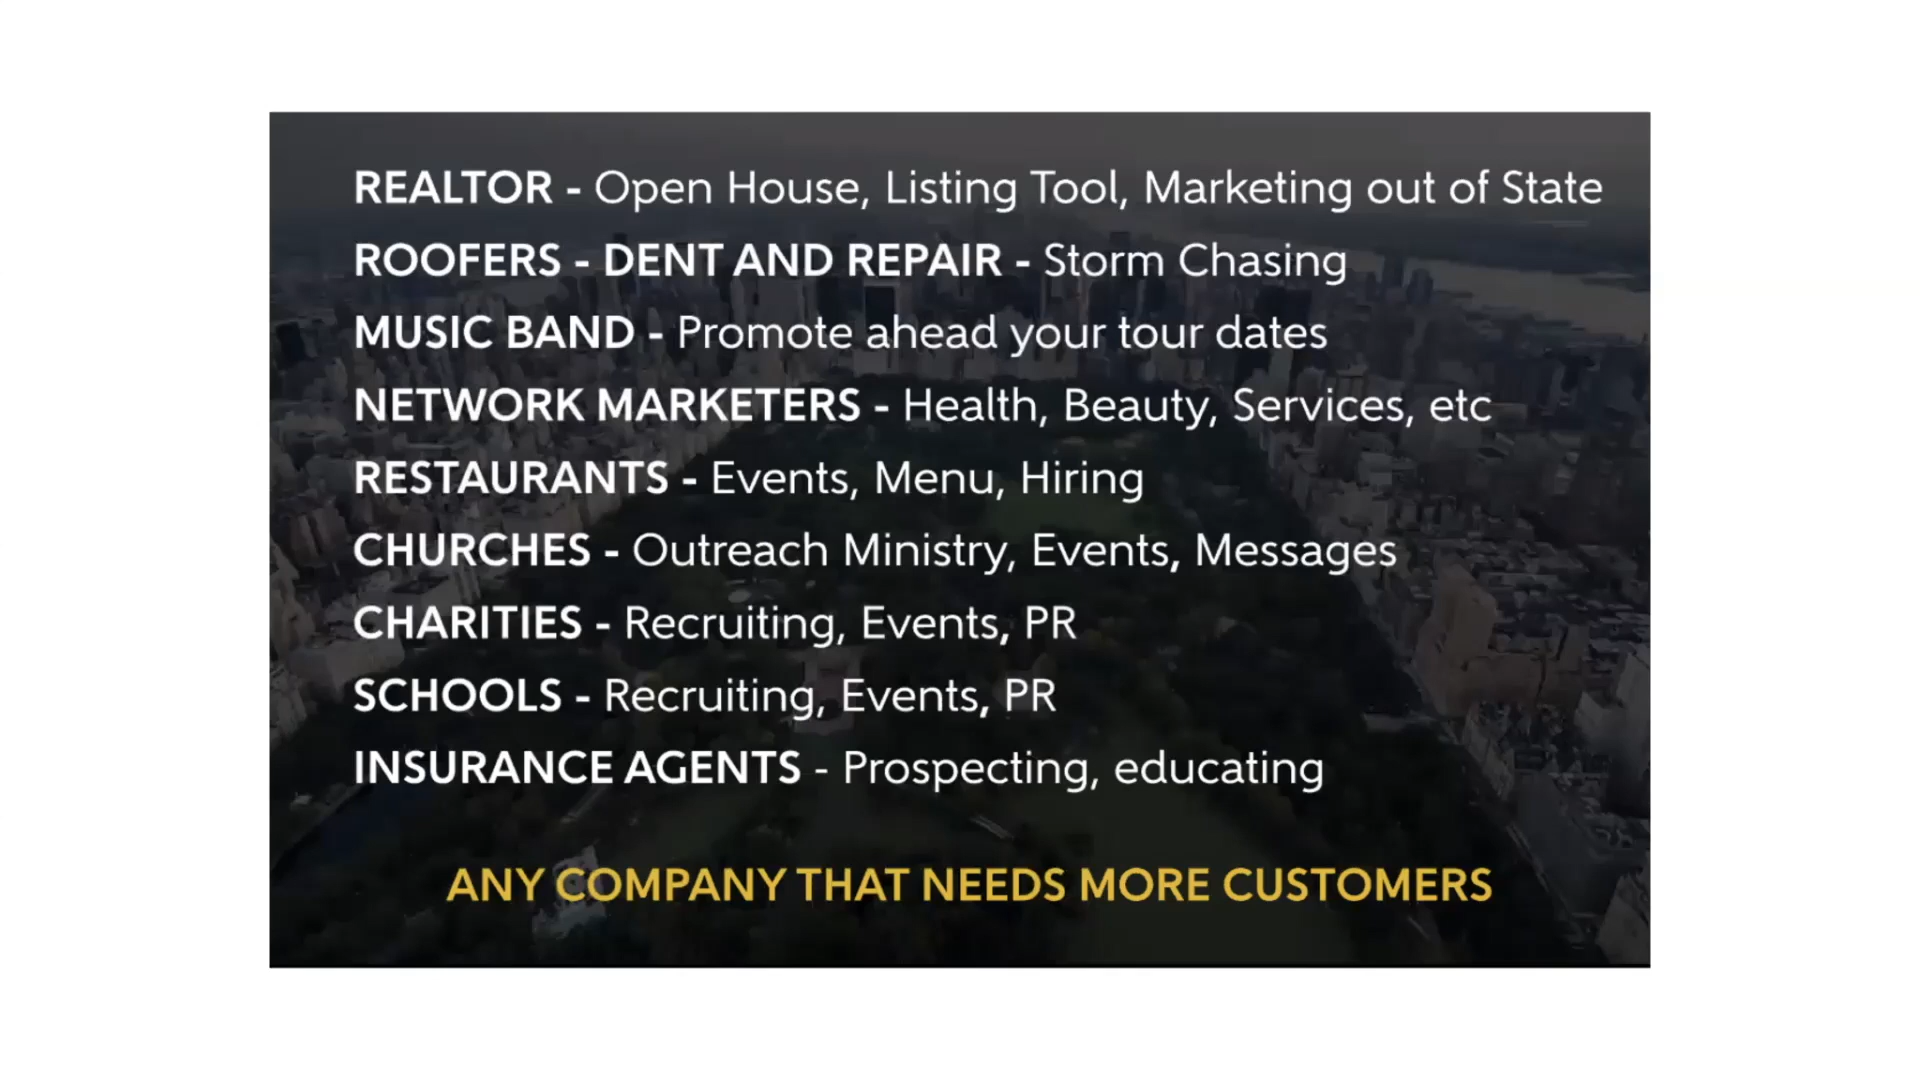 REALTOR - Open House, Listing Tool, Marketing out of State
ROOFERS - DENT AND REPAIR - Storm Chasing
MUSIC BAND - Promote ahead your tour dates
NETWORK MARKETERS - Health, Beauty, Services, etc
RESTAURANTS - Events, Menu, Hiring
CHURCHES - Outreach Ministry, Events, Messages
CHARITIES - Recruiting, Events, PR
SCHOOLS - Recruiting, Events, PR
INSURANCE AGENTS - Prospecting, educating
ANY COMPANY THAT NEEDS MORE CUSTOMERS